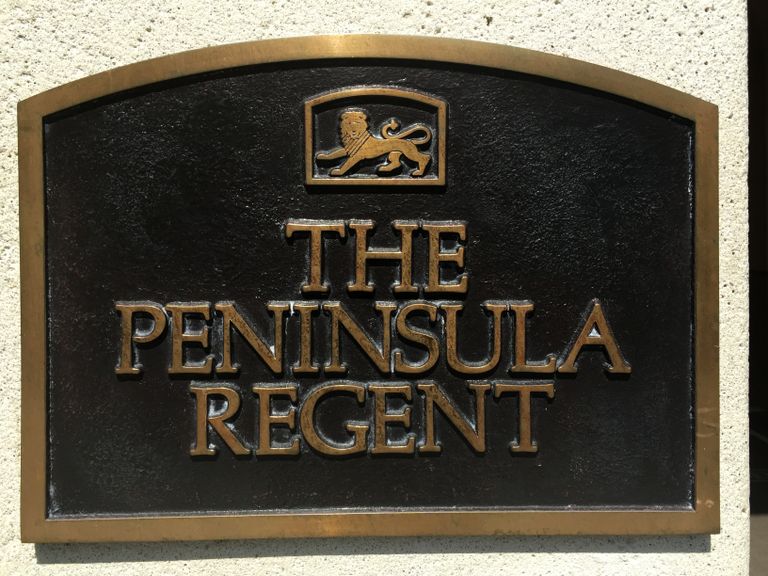 THE
PENINSULA
REGENT